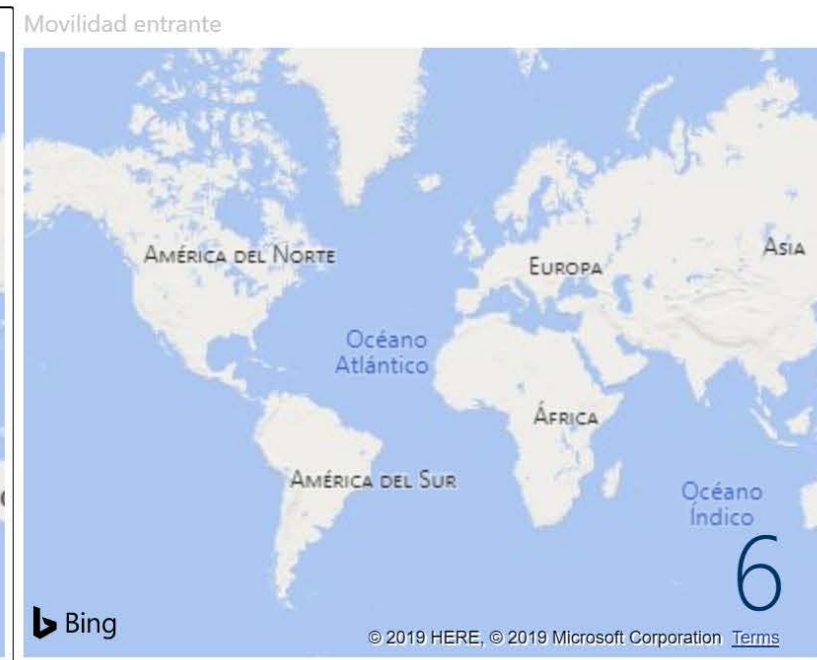 Movilidad entrante
AMÉRICA DEL NORTE
EUROPA
ASIA
Océano
Atlántico
ÁFRICA
AMÉRICA DEL SUR
Océano
Índico
6
Bing
© 2019 HERE, © 2019 Microsoft Corporation Terms